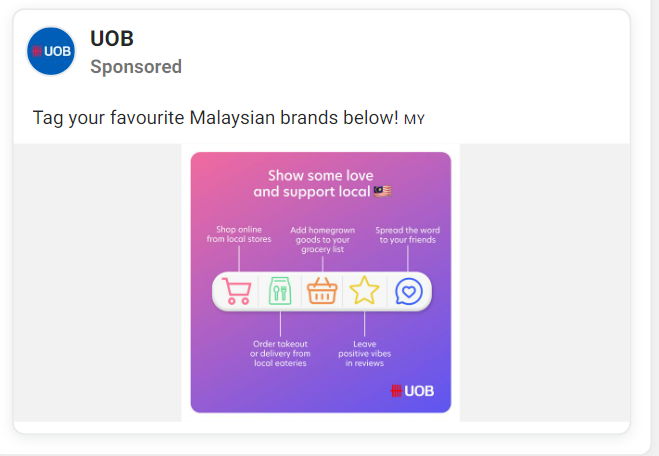 UOB
UOB
Sponsored
Tag your favourite Malaysian brands below! MY
Show some love
and support local
Shop online
from local stores
Add homegrown
goods to your
grocery list
Spread the word
to your friends
Order takeout
or delivery from
local eateries
Leave
positive vibes
in reviews
UOB